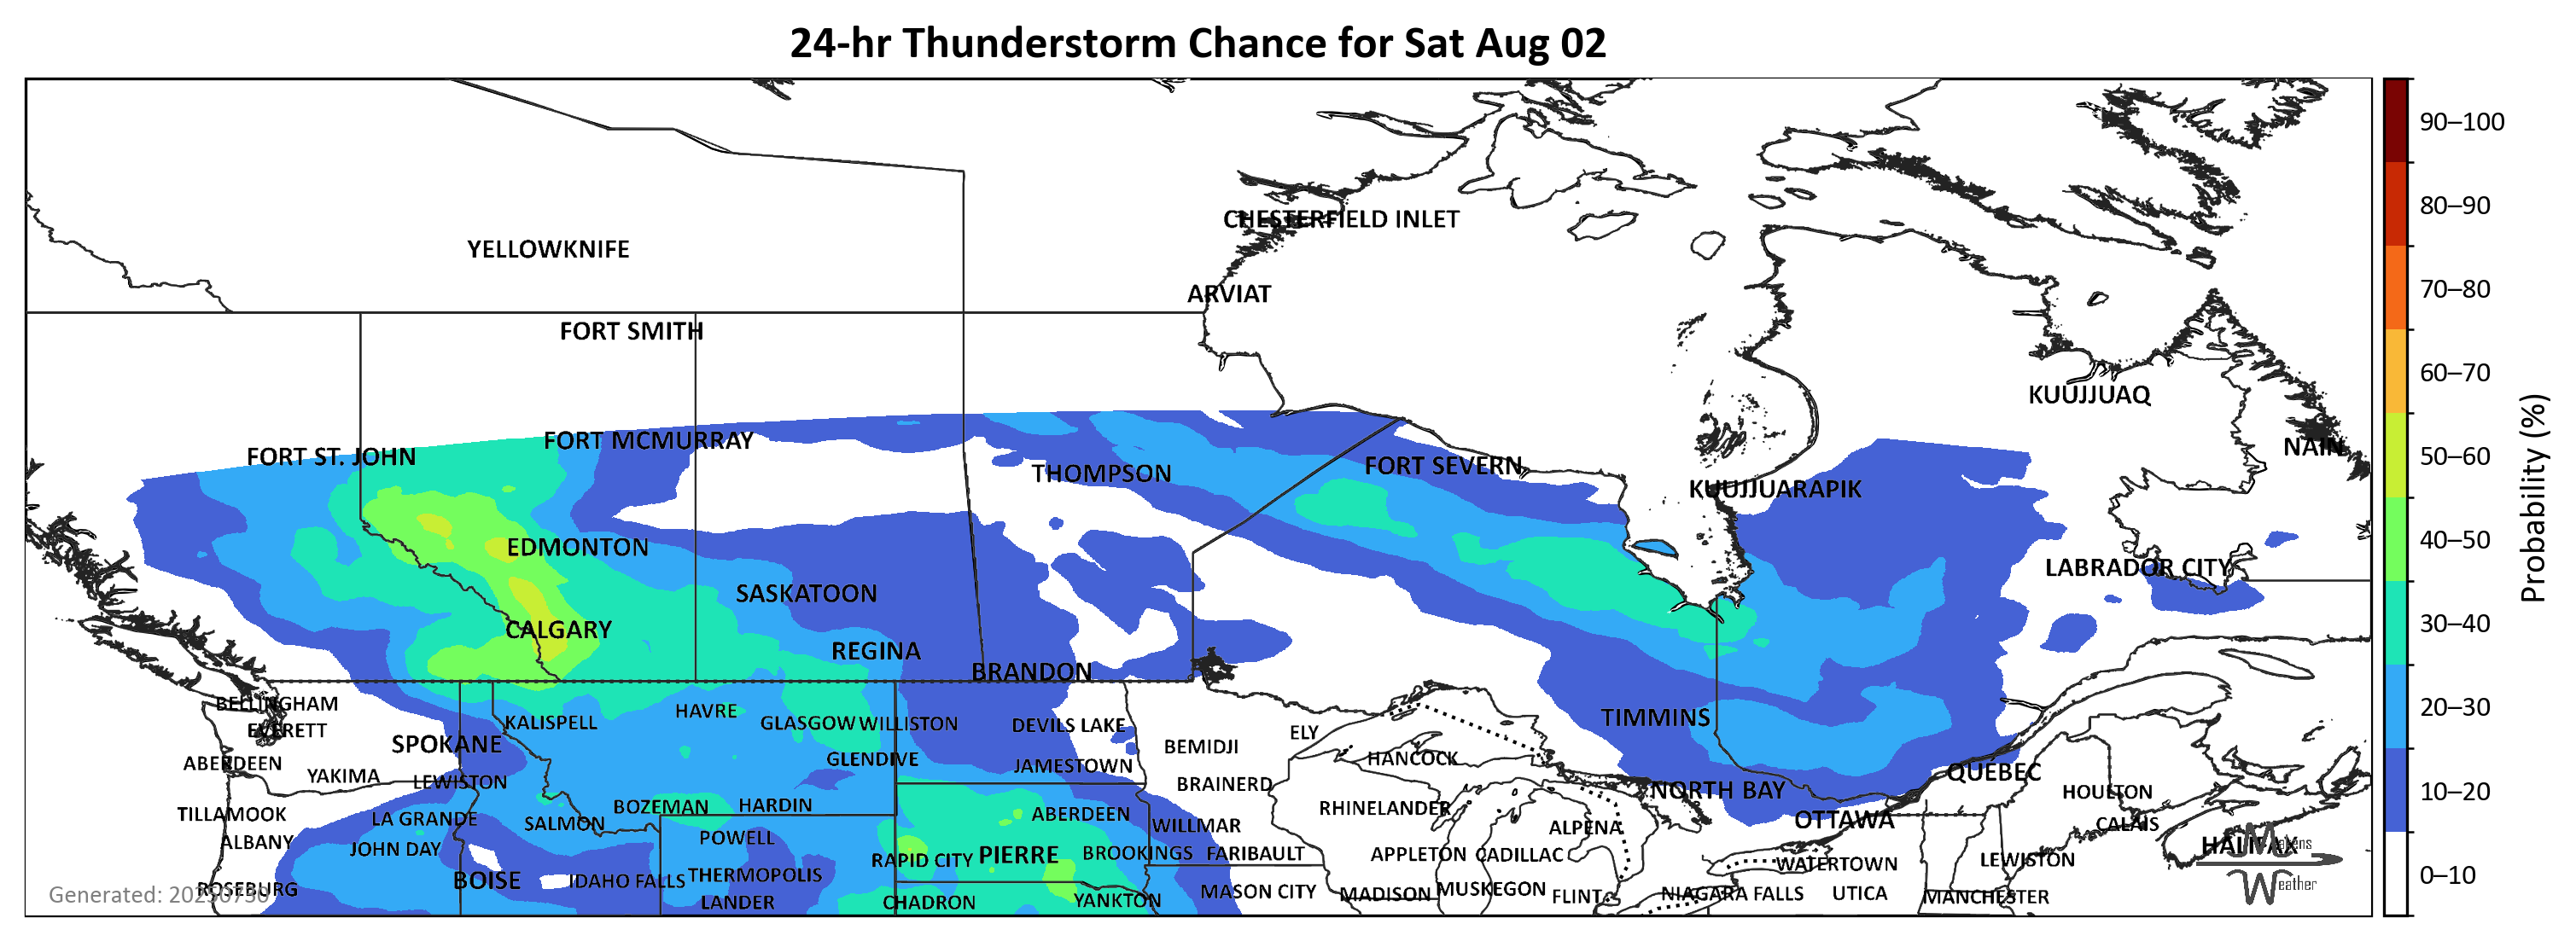 24-hr Thunderstorm Chance for Sat Aug 02
90–100
80–90
CHESTERFIELD INLET
YELLOWKNIFE
70–80
ARVIAT
FORT SMITH
60–70
KUUJJUAQ
FORT MCMURRAY
NAIN
FORT ST. JOHN
50–60
FORT SEVERN
THOMPSON
KUUJJUARAPIK
Probability (%)
40–50
EDMONTON
LABRADOR CITY
SASKATOON
30–40
CALGARY
REGINA
BRANDON
BELLINGHAM
20–30
HAVRE
TIMMINS
KALISPELL
GLASGOW
WILLISTON
DEVILS LAKE
EVERETT
ELY
SPOKANE
BEMIDJI
HANCOCK
GLENDIVE
ABERDEEN
JAMESTOWN
QUEBEC
YAKIMA
LEWISTON
BRAINERD
NORTH BAY
HOULTON
10–20
BOZEMAN
HARDIN
RHINELANDER
TILLAMOOK
ABERDEEN
LA GRANDE
OTTAWA
SALMON
WILLMAR
ALPENA
CALAIS
POWELL
ALBANY
HALIFAX
Makens
JOHN DAY
PIERRE
BROOKINGS
FARIBAULT
APPLETON
CADILLAC
RAPID CITY
LEWISTON
WATERTOWN
THERMOPOLIS
0–10
BOISE
IDAHO FALLS
Weather
ROSEBURG
MUSKEGON
MASON CITY
MADISON
NIAGARA FALLS
UTICA
Generated: 20250730
FLINT
MANCHESTER
YANKTON
LANDER
CHADRON